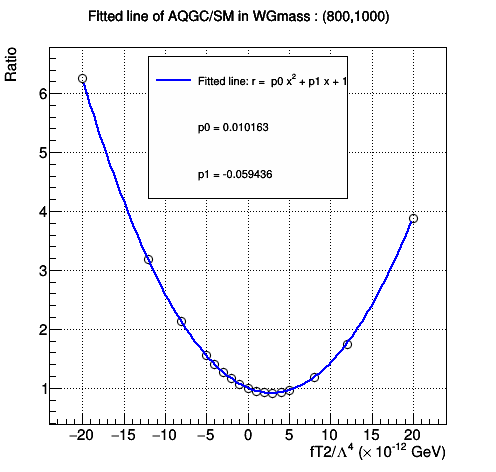 FItted line of AQGC/SM in WGmass : (800,1000)
Ratio
Fitted line: r = p0 x² + p1 x + 1
p0 = 0.010163
p1 = -0.059436
6
5
4
3
2
1
−20 −15 −10 −5 0 5 10 15 20
fT2/Λ⁴ (× 10⁻¹² GeV)